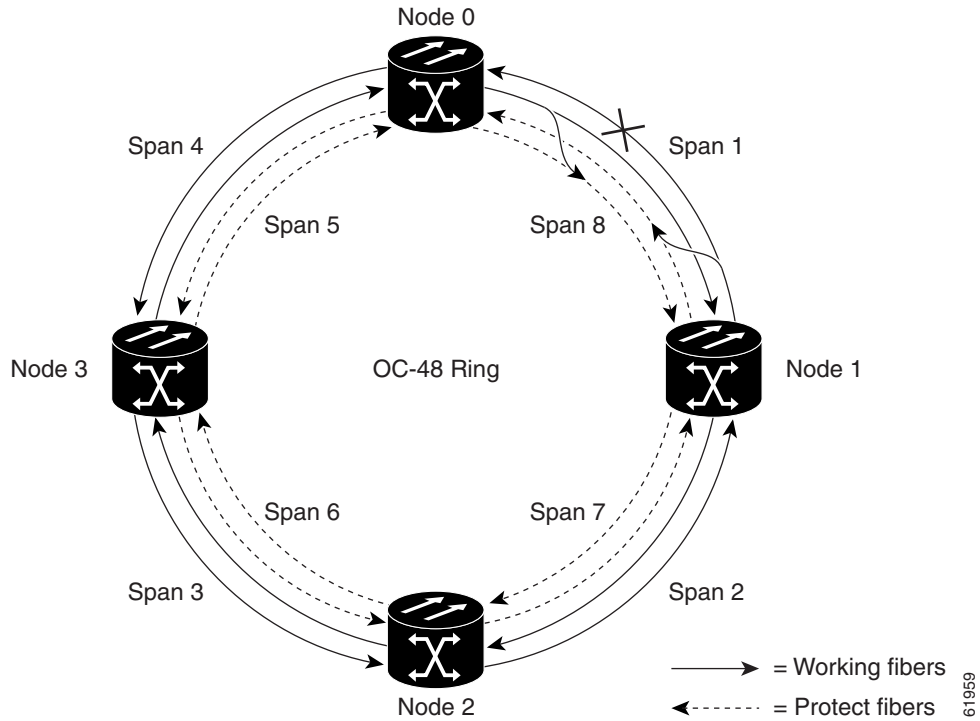 Node 0
Span 4
Span 1
Span 5
Span 8
Node 3
OC-48 Ring
Node 1
Span 6
Span 7
Span 3
Span 2
Node 2
= Working fibers
= Protect fibers
61959